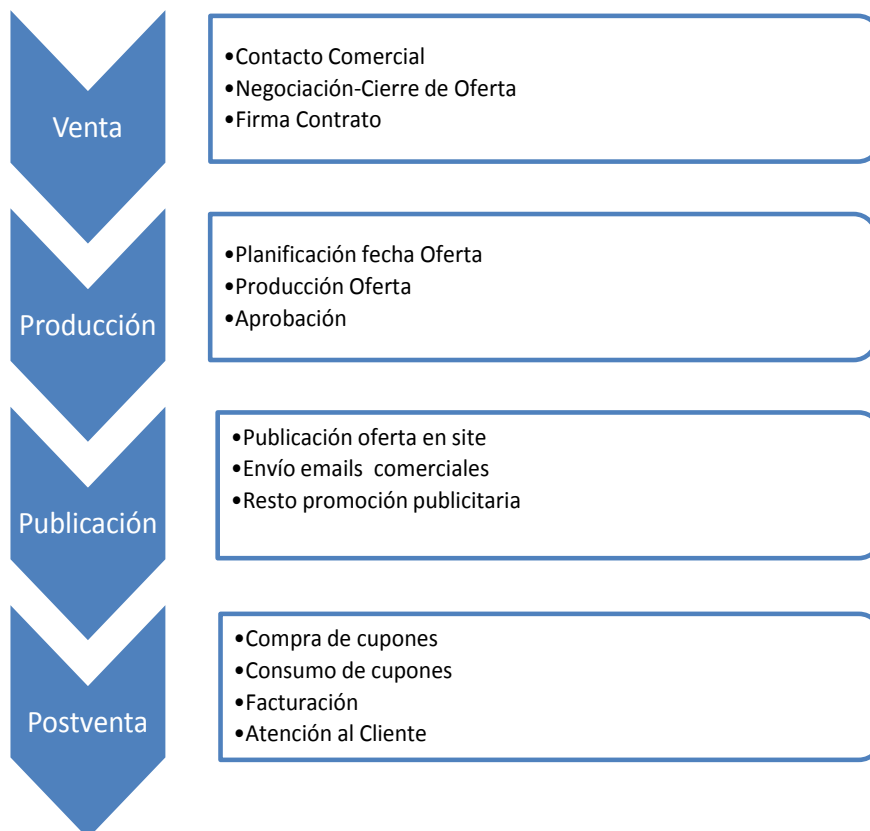 Venta
•Contacto Comercial
•Negociación-Cierre de Oferta
•Firma Contrato
Producción
•Planificación fecha Oferta
•Producción Oferta
•Aprobación
Publicación
•Publicación oferta en site
•Envío emails  comerciales
•Resto promoción publicitaria
Postventa
•Compra de cupones
•Consumo de cupones
•Facturación
•Atención al Cliente